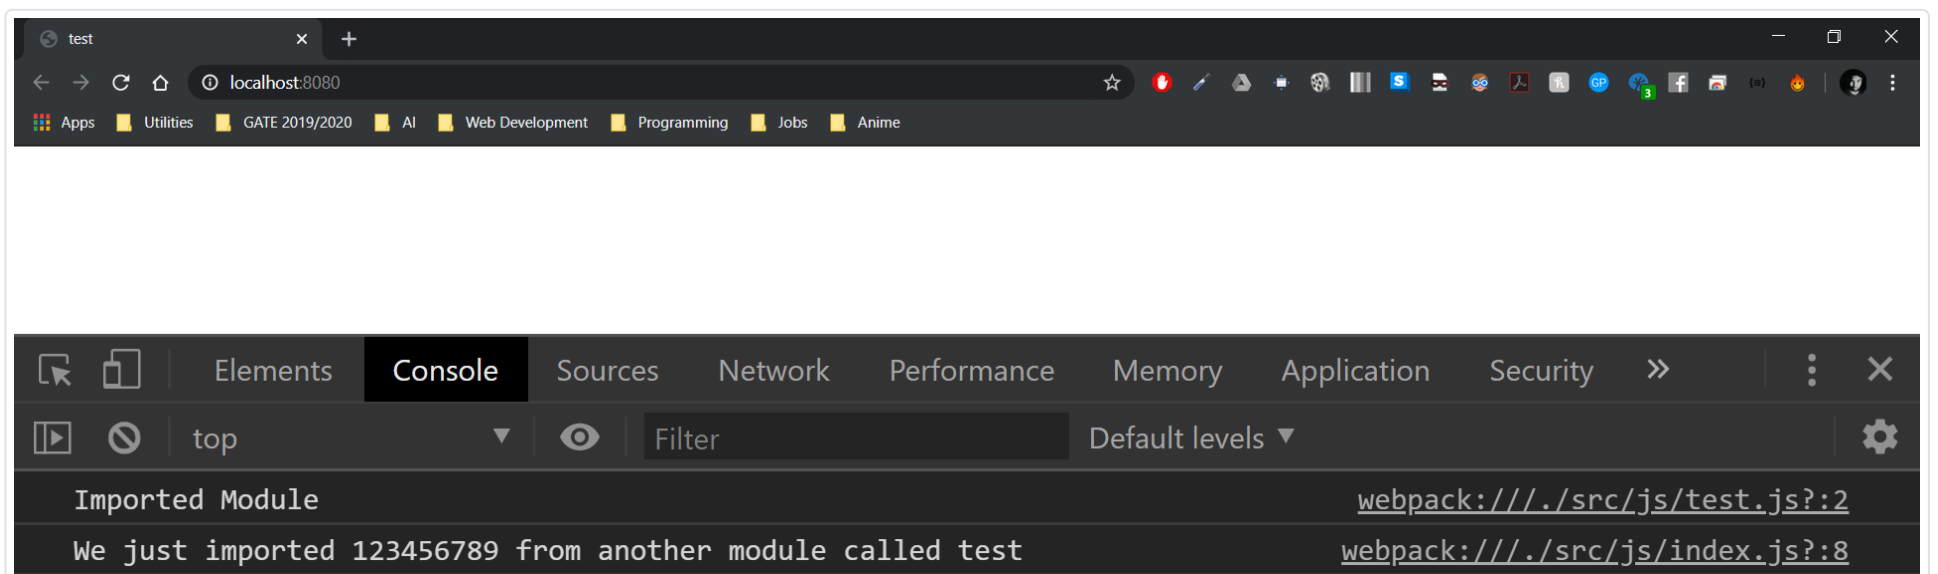 test
localhost:8080
S GP 3
Apps Utilities GATE 2019/2020 AI Web Development Programming Jobs Anime
Elements Console Sources Network Performance Memory Application Security
top Filter Default levels
Imported Module webpack:///./src/js/test.js?:2
We just imported 123456789 from another module called test webpack:///./src/js/index.js?:8